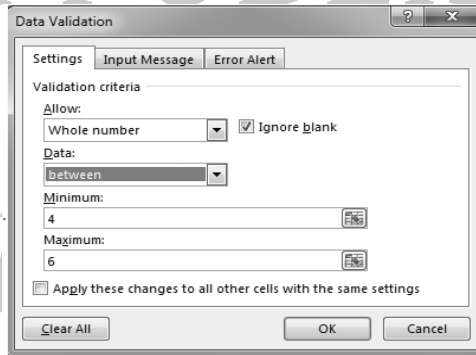 Data Validation
Settings Input Message Error Alert
Validation criteria
Allow:
Whole number Ignore blank
Data:
between
Minimum:
4
Maximum:
6
Apply these changes to all other cells with the same settings
Clear All OK Cancel